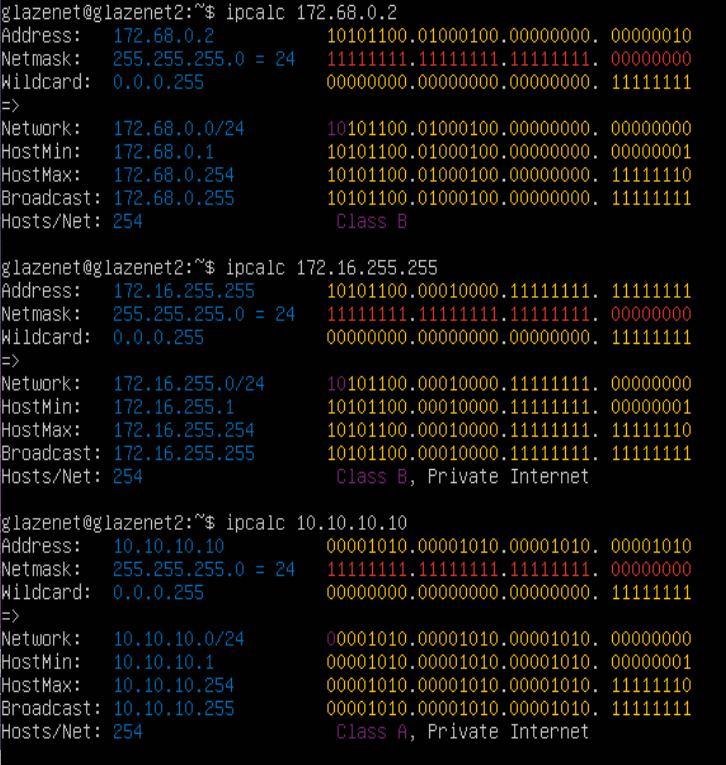 glazenet@glazenet2:~$ ipcalc 172.68.0.2
Address:   172.68.0.2           10101100.01000100.00000000. 00000010
Netmask:   255.255.255.0 = 24   11111111.11111111.11111111. 00000000
Wildcard:  0.0.0.255            00000000.00000000.00000000. 11111111
=>
Network:   172.68.0.0/24        10101100.01000100.00000000. 00000000
HostMin:   172.68.0.1           10101100.01000100.00000000. 00000001
HostMax:   172.68.0.254         10101100.01000100.00000000. 11111110
Broadcast: 172.68.0.255         10101100.01000100.00000000. 11111111
Hosts/Net: 254                   Class B
glazenet@glazenet2:~$ ipcalc 172.16.255.255
Address:   172.16.255.255       10101100.00010000.11111111. 11111111
Netmask:   255.255.255.0 = 24   11111111.11111111.11111111. 00000000
Wildcard:  0.0.0.255            00000000.00000000.00000000. 11111111
=>
Network:   172.16.255.0/24      10101100.00010000.11111111. 00000000
HostMin:   172.16.255.1         10101100.00010000.11111111. 00000001
HostMax:   172.16.255.254       10101100.00010000.11111111. 11111110
Broadcast: 172.16.255.255       10101100.00010000.11111111. 11111111
Hosts/Net: 254                   Class B, Private Internet
glazenet@glazenet2:~$ ipcalc 10.10.10.10
Address:   10.10.10.10          00001010.00001010.00001010. 00001010
Netmask:   255.255.255.0 = 24   11111111.11111111.11111111. 00000000
Wildcard:  0.0.0.255            00000000.00000000.00000000. 11111111
=>
Network:   10.10.10.0/24        00001010.00001010.00001010. 00000000
HostMin:   10.10.10.1           00001010.00001010.00001010. 00000001
HostMax:   10.10.10.254         00001010.00001010.00001010. 11111110
Broadcast: 10.10.10.255         00001010.00001010.00001010. 11111111
Hosts/Net: 254                   Class A, Private Internet